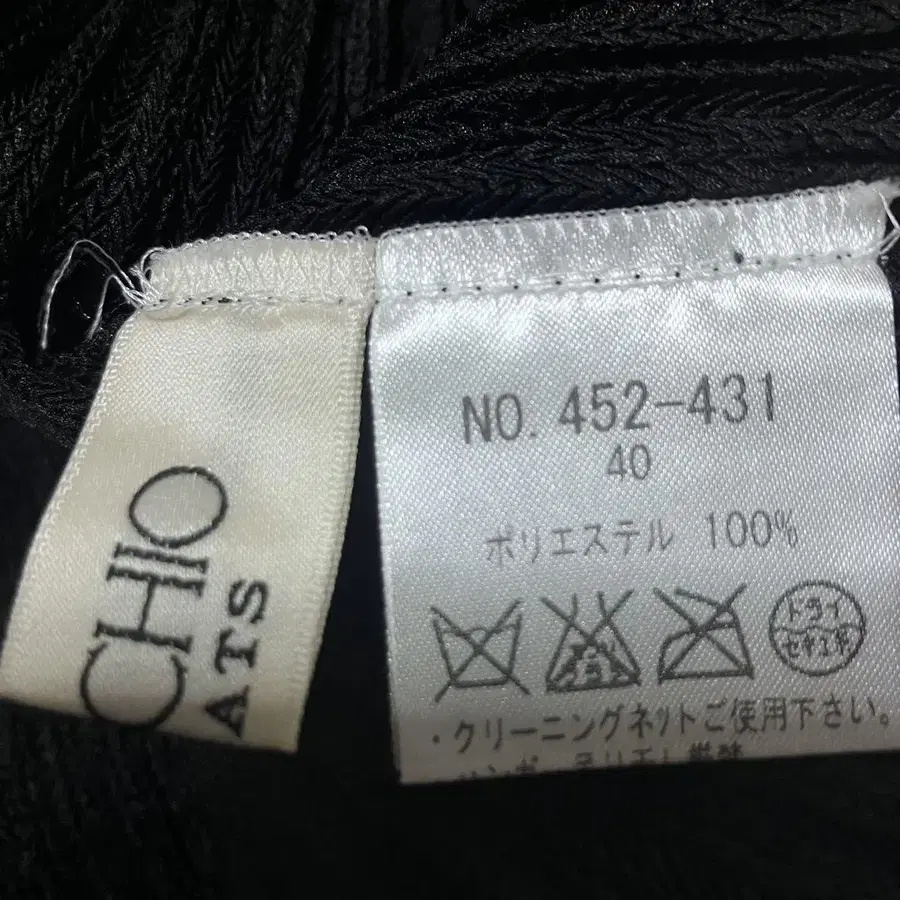 CHIO
ATS
NO. 452-431
40
ポリエステル 100%
ドライ
セキユ系
・クリーニングネットご使用下さい。